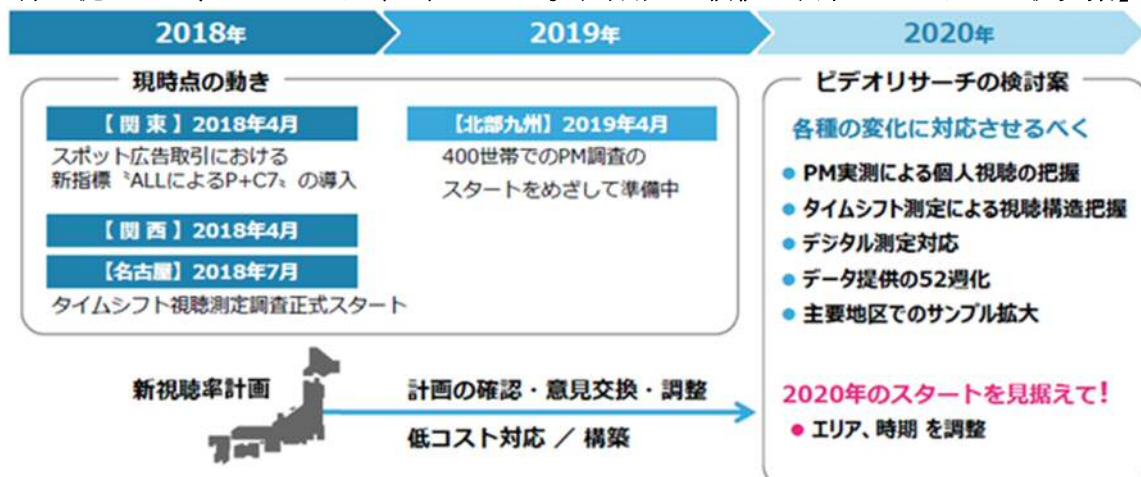 2018年
2019年
2020年
現時点の動き
【 関 東 】2018年4月
スポット広告取引における
新指標〝ALLによるP+C7〟の導入
【 関 西 】2018年4月
【名古屋】2018年7月
タイムシフト視聴測定調査正式スタート
【北部九州】2019年4月
400世帯でのPM調査の
スタートをめざして準備中
ビデオリサーチの検討案
各種の変化に対応させるべく
● PM実測による個人視聴の把握
● タイムシフト測定による視聴構造把握
● デジタル測定対応
● データ提供の52週化
● 主要地区でのサンプル拡大
2020年のスタートを見据えて!
● エリア、時期 を調整
新視聴率計画
計画の確認・意見交換・調整
低コスト対応 / 構築